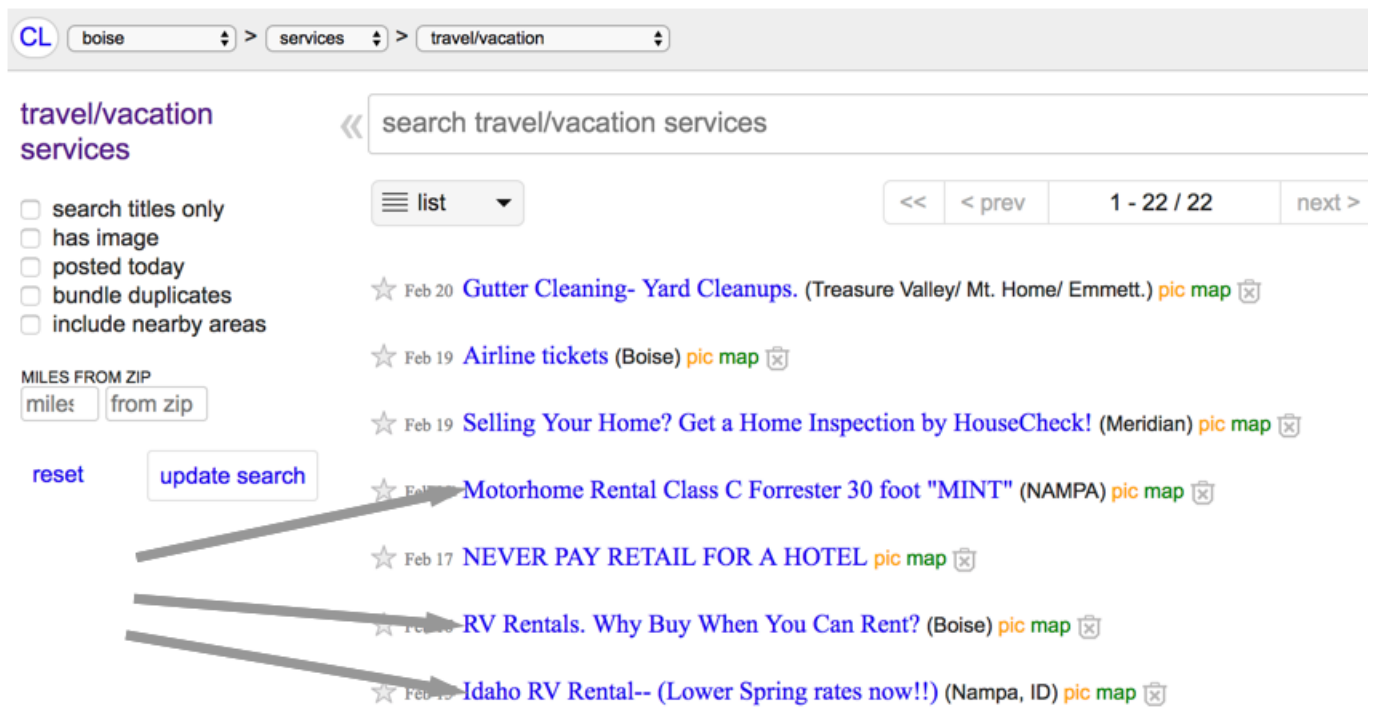 CL boise > services > travel/vacation
travel/vacation
services
search travel/vacation services
search titles only
has image
posted today
bundle duplicates
include nearby areas
MILES FROM ZIP
miles from zip
reset update search
list << < prev 1 - 22 / 22 next >
Feb 20 Gutter Cleaning- Yard Cleanups. (Treasure Valley/ Mt. Home/ Emmett.) pic map
Feb 19 Airline tickets (Boise) pic map
Feb 19 Selling Your Home? Get a Home Inspection by HouseCheck! (Meridian) pic map
Motorhome Rental Class C Forrester 30 foot "MINT" (NAMPA) pic map
Feb 17 NEVER PAY RETAIL FOR A HOTEL pic map
RV Rentals. Why Buy When You Can Rent? (Boise) pic map
Idaho RV Rental-- (Lower Spring rates now!!) (Nampa, ID) pic map